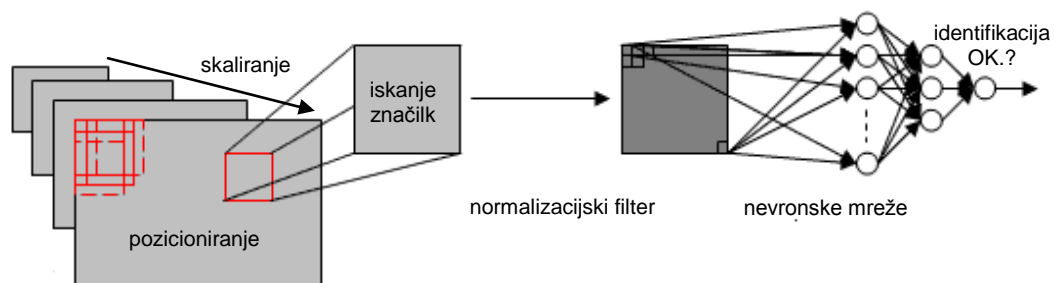 skaliranje
pozicioniranje
iskanje
značilk
normalizacijski filter
nevronske mreže
identifikacija
OK.?